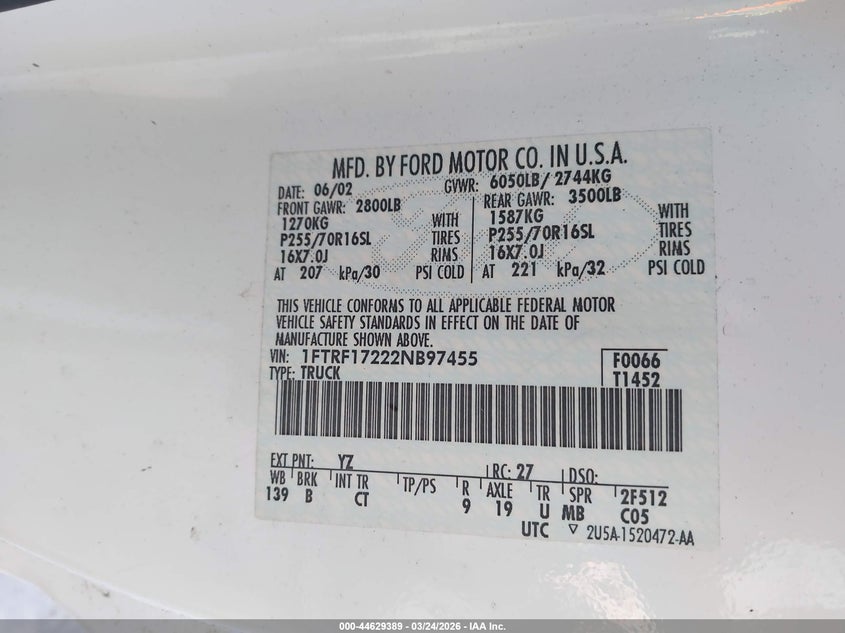 MFD. BY FORD MOTOR CO. IN U.S.A.
DATE: 06/02 GVWR: 6050LB/ 2744KG
FRONT GAWR: 2800LB REAR GAWR: 3500LB
1270KG WITH 1587KG WITH
P255/70R16SL TIRES P255/70R16SL TIRES
16X7.0J RIMS 16X7.0J RIMS
AT 207 kPa/30 PSI COLD AT 221 kPa/32 PSI COLD
THIS VEHICLE CONFORMS TO ALL APPLICABLE FEDERAL MOTOR
VEHICLE SAFETY STANDARDS IN EFFECT ON THE DATE OF
MANUFACTURE SHOWN ABOVE.
VIN: 1FTRF17222NB97455 F0066
TYPE: TRUCK T1452
EXT PNT: YZ RC: 27 DSO:
WB BRK INT TR TP/PS R AXLE TR SPR 2F512
139 B CT 9 19 U MB C05
UTC ▽ 2U5A-1520472-AA
000-44629389 - 03/24/2026 - IAA Inc.